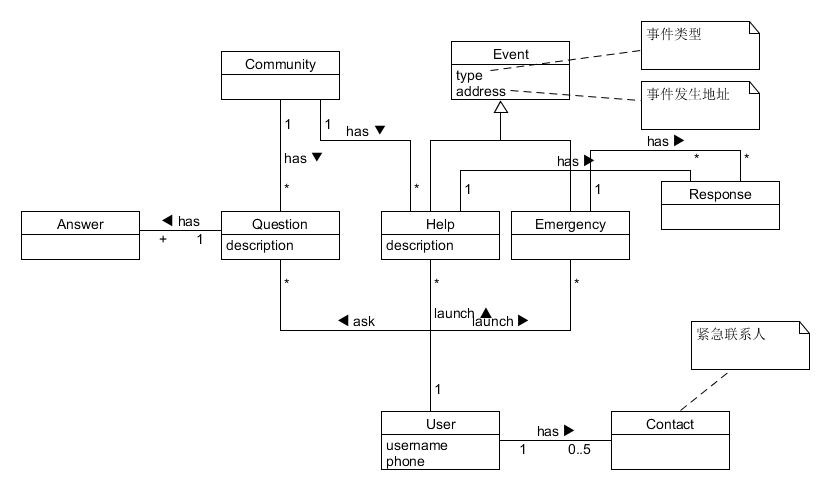 事件类型
Event
Community
type
address
事件发生地址
1
1
has ▼
has ▶
has ▶
*
*
has ▼
*
*
1
1
Response
Answer
◀ has
+
1
Question
description
Help
description
Emergency
*
*
*
◀ ask
launch ▲
launch ▶
紧急联系人
1
User
username
phone
has ▶
1
0..5
Contact